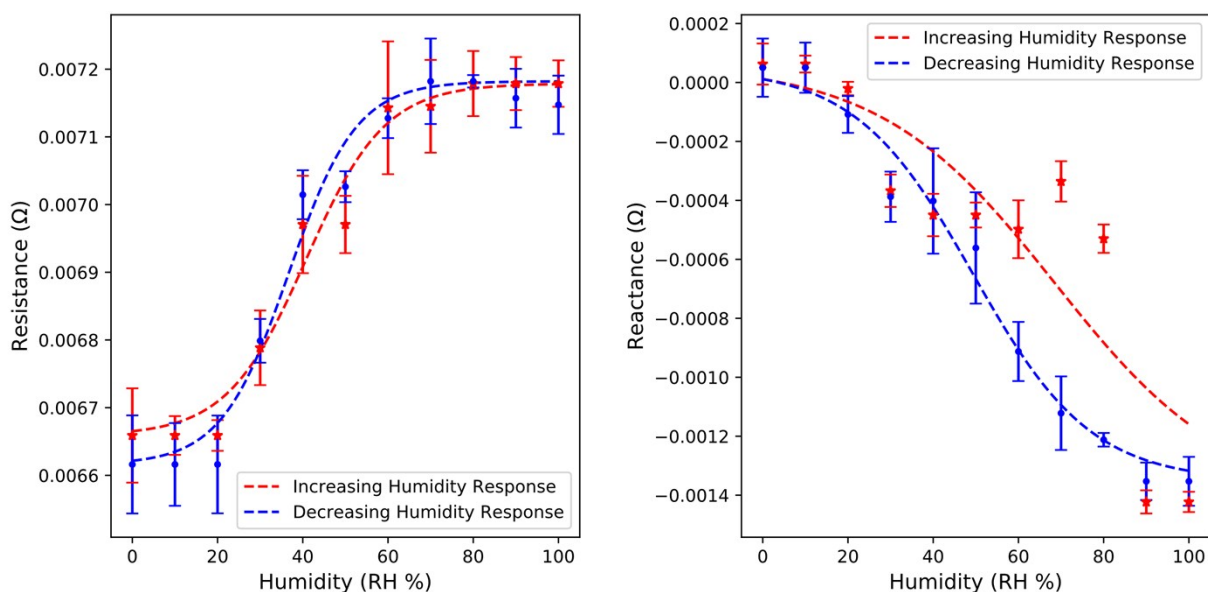 0.0072
0.0071
0.0070
0.0069
0.0068
0.0067
0.0066
Resistance (Ω)
Increasing Humidity Response
Decreasing Humidity Response
0 20 40 60 80 100
Humidity (RH %)
0.0002
0.0000
−0.0002
−0.0004
−0.0006
−0.0008
−0.0010
−0.0012
−0.0014
Reactance (Ω)
Increasing Humidity Response
Decreasing Humidity Response
0 20 40 60 80 100
Humidity (RH %)